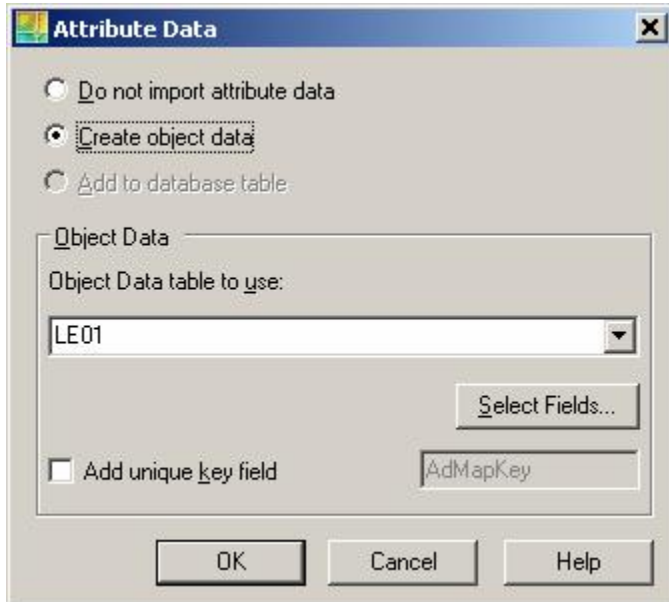 Attribute Data
Do not import attribute data
Create object data
Add to database table
Object Data
Object Data table to use:
LE01
Select Fields...
Add unique key field
AdMapKey
OK
Cancel
Help